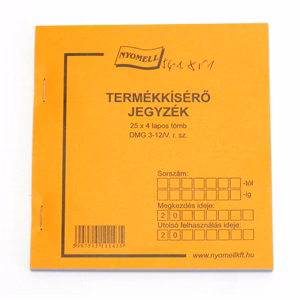 NYOMELL
TERMÉKKÍSÉRŐ
JEGYZÉK
25 x 4 lapos tömb
DMG 3-12/V. r. sz.
Sorszám:
-tól
-ig
Megkezdés ideje:
2 0
Utolsó felhasználás ideje:
2 0
www.nyomellkft.hu